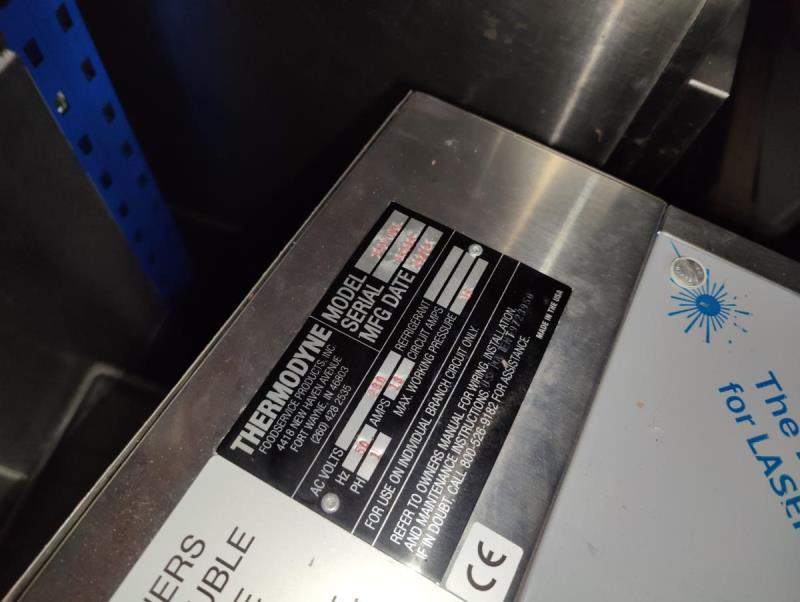 THERMODYNE
FOODSERVICE PRODUCTS, INC.
4418 NEW HAVEN AVENUE
FORT WAYNE, IN 46803
(260) 428-2535
MODEL
SERIAL
MFG DATE
AC VOLTS
Hz 50 AMPS 13
PH 1
REFRIGERANT
CIRCUIT AMPS
MAX. WORKING PRESSURE
FOR USE ON INDIVIDUAL BRANCH CIRCUIT ONLY.
REFER TO OWNERS MANUAL FOR WIRING, INSTALLATION,
AND MAINTENANCE INSTRUCTIONS
IF IN DOUBT, CALL 800-526-9182 FOR ASSISTANCE.
MADE IN THE USA
CE
The
for LASER